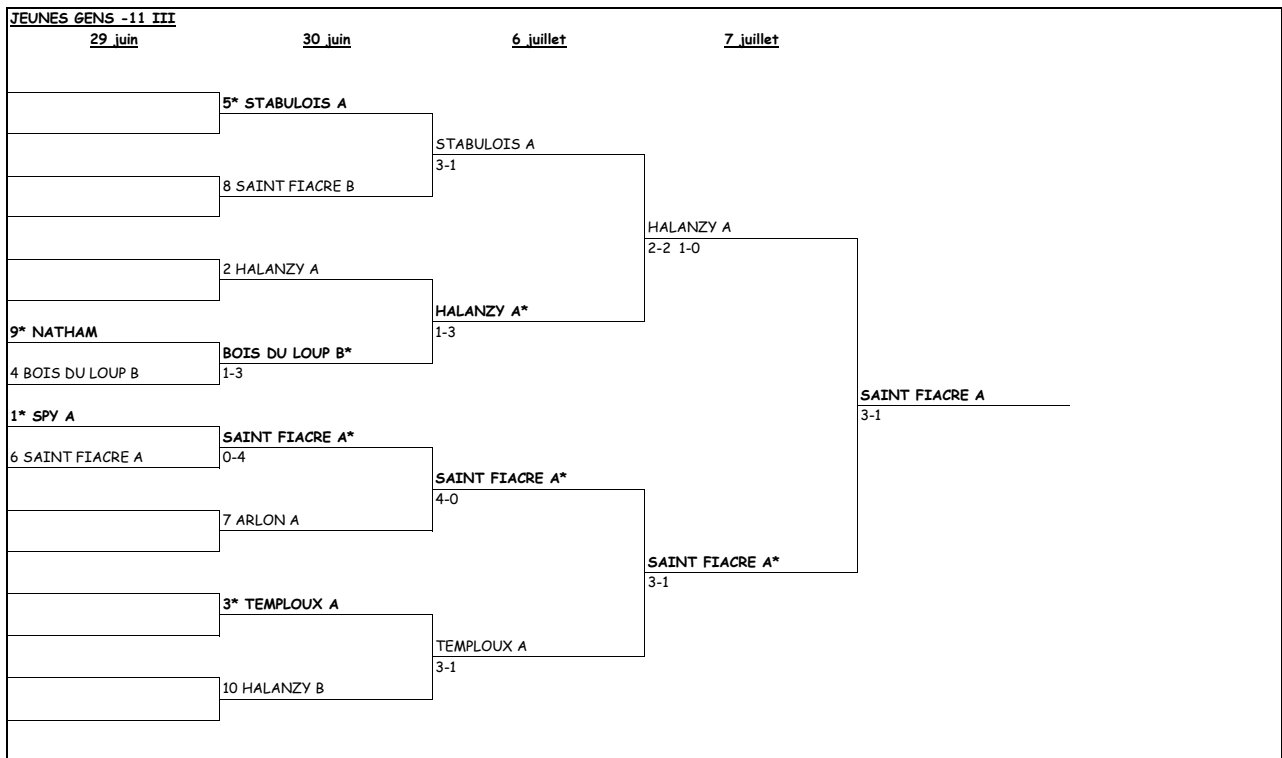 JEUNES GENS -11 III
29 juin 30 juin 6 juillet 7 juillet
5* STABULOIS A
STABULOIS A
3-1
8 SAINT FIACRE B
HALANZY A
2-2 1-0
2 HALANZY A
HALANZY A*
1-3
9* NATHAM
BOIS DU LOUP B*
1-3
4 BOIS DU LOUP B
SAINT FIACRE A
3-1
1* SPY A
SAINT FIACRE A*
0-4
6 SAINT FIACRE A
SAINT FIACRE A*
4-0
7 ARLON A
SAINT FIACRE A*
3-1
3* TEMPLOUX A
TEMPLOUX A
3-1
10 HALANZY B